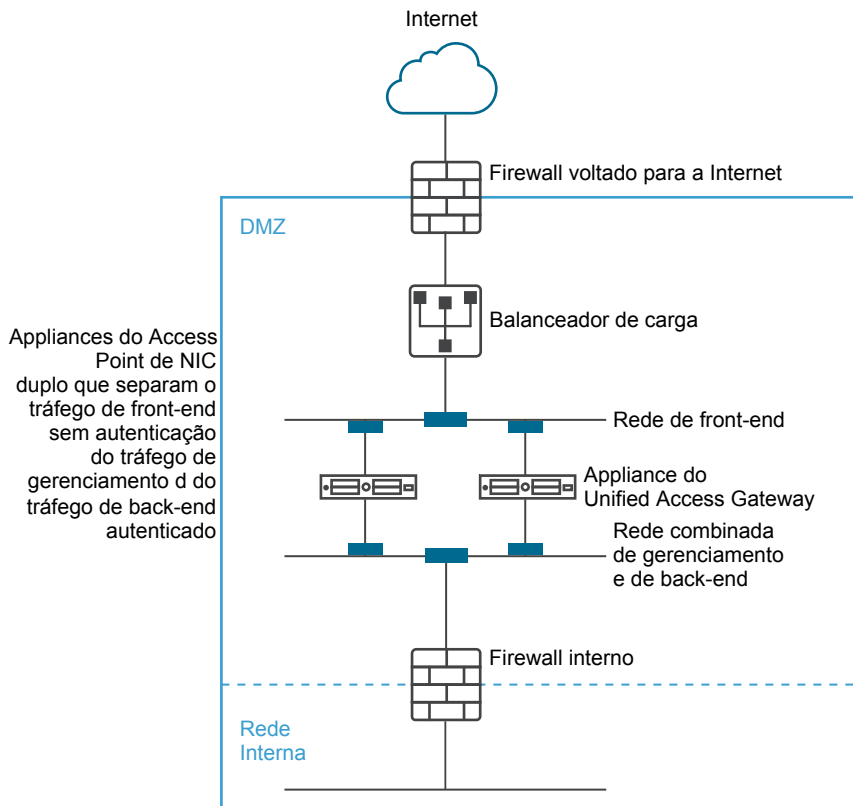 Internet
Firewall voltado para a Internet
DMZ
Balanceador de carga
Appliances do Access
Point de NIC
duplo que separam o
tráfego de front-end
sem autenticação
do tráfego de
gerenciamento d do
tráfego de back-end
autenticado
Rede de front-end
Appliance do
Unified Access Gateway
Rede combinada
de gerenciamento
e de back-end
Firewall interno
Rede
Interna